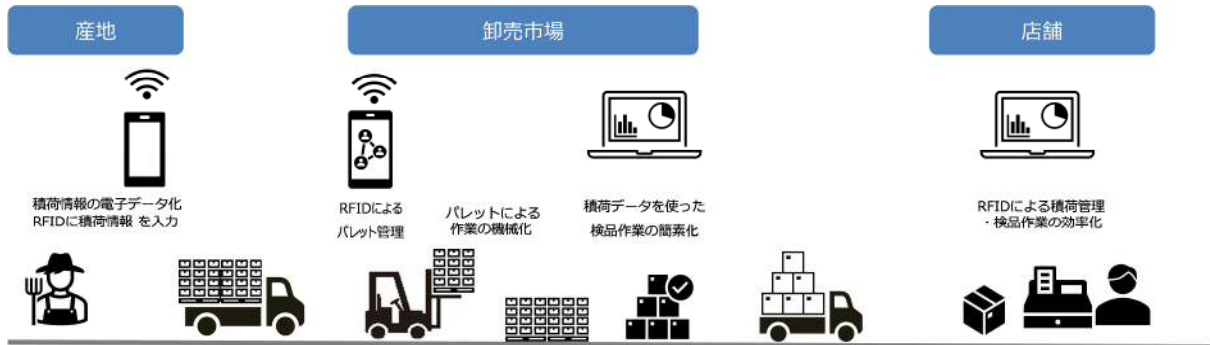 産地
卸売市場
店舗
積荷情報の電子データ化
RFIDに積荷情報 を入力
RFIDによる
パレット管理
パレットによる
作業の機械化
積荷データを使った
検品作業の簡素化
RFIDによる積荷管理
・検品作業の効率化